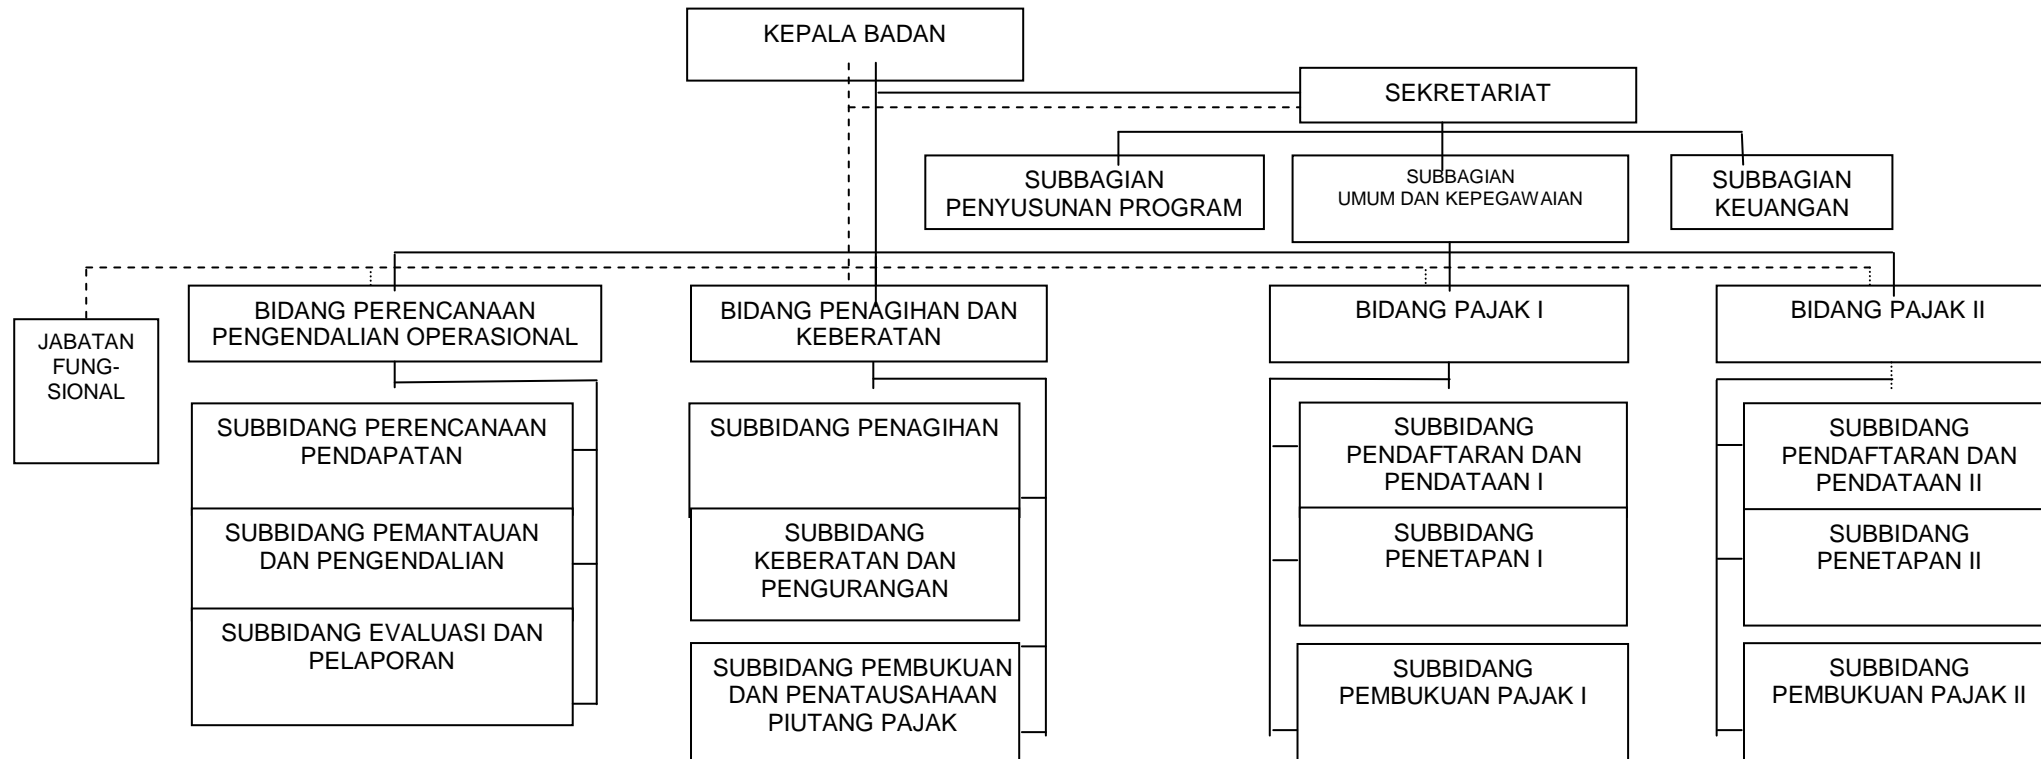 KEPALA BADAN
SEKRETARIAT
SUBBAGIAN
PENYUSUNAN PROGRAM
SUBBAGIAN
UMUM DAN KEPEGAWAIAN
SUBBAGIAN
KEUANGAN
JABATAN
FUNG-
SIONAL
BIDANG PERENCANAAN
PENGENDALIAN OPERASIONAL
BIDANG PENAGIHAN DAN
KEBERATAN
BIDANG PAJAK I
BIDANG PAJAK II
SUBBIDANG PERENCANAAN
PENDAPATAN
SUBBIDANG PEMANTAUAN
DAN PENGENDALIAN
SUBBIDANG EVALUASI DAN
PELAPORAN
SUBBIDANG PENAGIHAN
SUBBIDANG
KEBERATAN DAN
PENGURANGAN
SUBBIDANG PEMBUKUAN
DAN PENATAUSAHAAN
PIUTANG PAJAK
SUBBIDANG
PENDAFTARAN DAN
PENDATAAN I
SUBBIDANG
PENETAPAN I
SUBBIDANG
PEMBUKUAN PAJAK I
SUBBIDANG
PENDAFTARAN DAN
PENDATAAN II
SUBBIDANG
PENETAPAN II
SUBBIDANG
PEMBUKUAN PAJAK II